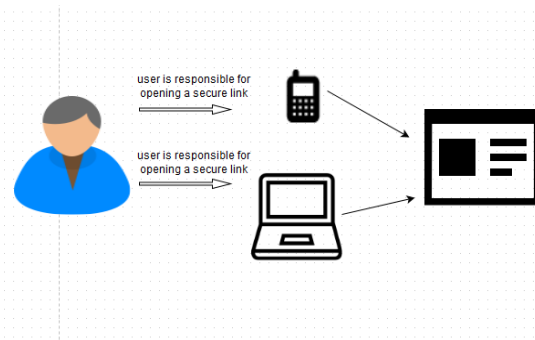 user is responsible for
opening a secure link
user is responsible for
opening a secure link